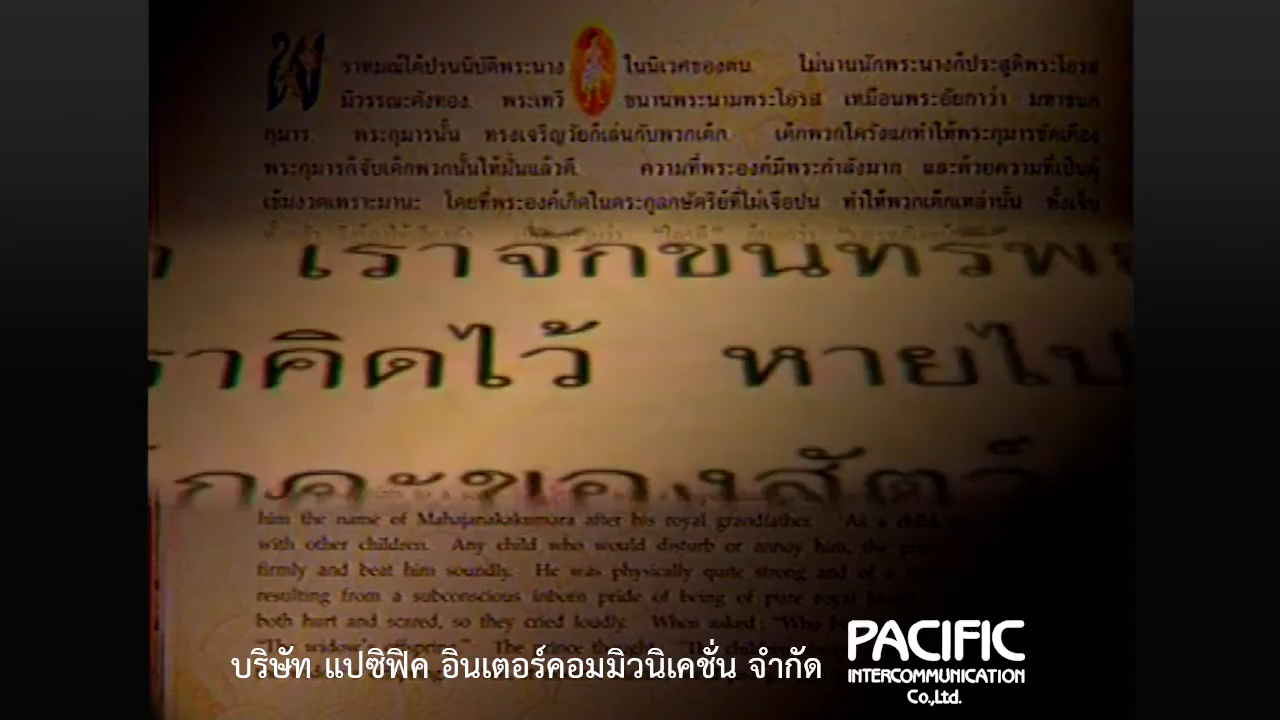 ราหมณ์ได้ปรนนิบัติพระนาง ในนิเวศของตน ไม่นานนักพระนางก็ประสูติพระโอรส
มีวรรณะดังทอง พระเทวี ขนานพระนามพระโอรส เหมือนพระอัยกาว่า มหาชนก
กุมาร พระกุมารนั้น ทรงเจริญวัยก็เล่นกับพวกเด็ก เด็กพวกใดรังแกทำให้พระกุมารขัดเคือง
พระกุมารก็จับเด็กพวกนั้นให้มั่นแล้วตี ความที่พระองค์มีพระกำลังมาก และด้วยความที่เป็นผู้
เข้มงวดเพราะมานะ โดยที่พระองค์เกิดในตระกูลกษัตริย์ที่ไม่เจือปน ทำให้พวกเด็กเหล่านั้น ทั้งเจ็บ
เราจักขนทรัพย
ราคิดไว้ หายไป
ของสัตว์
him the name of Mahajanakakumara after his royal grandfather. As a child
with other children. Any child who would disturb or annoy him, the
firmly and beat him soundly. He was physically quite strong and of a
resulting from a subconscious inborn pride of being of pure royal
both hurt and scared, so they cried loudly. When asked: "Who
"The widow's offspring." The prince thought: "The children
บริษัท แปซิฟิค อินเตอร์คอมมิวนิเคชั่น จำกัด
PACIFIC
INTERCOMMUNICATION
Co.,Ltd.